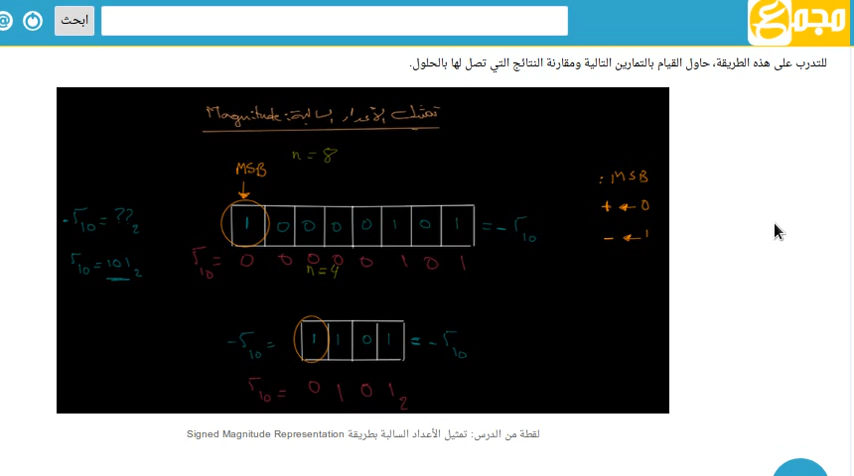 @
ابحث
مجمع
للتدرب على هذه الطريقة، حاول القيام بالتمارين التالية ومقارنة النتائج التي تصل لها بالحلول.
تمثيل الأعداد السالبة: Magnitude
n = 8
MSB
: MSB
+ ← 0
- ← 1
-5₁₀ = ??₂
1 0 0 0 0 1 0 1 = -5₁₀
5₁₀ = 101₂
5₁₀ = 0 0 0 0 0 1 0 1
n = 4
-5₁₀ = 1 1 0 1 = -5₁₀
5₁₀ = 0 1 0 1₂
لقطة من الدرس: تمثيل الأعداد السالبة بطريقة Signed Magnitude Representation